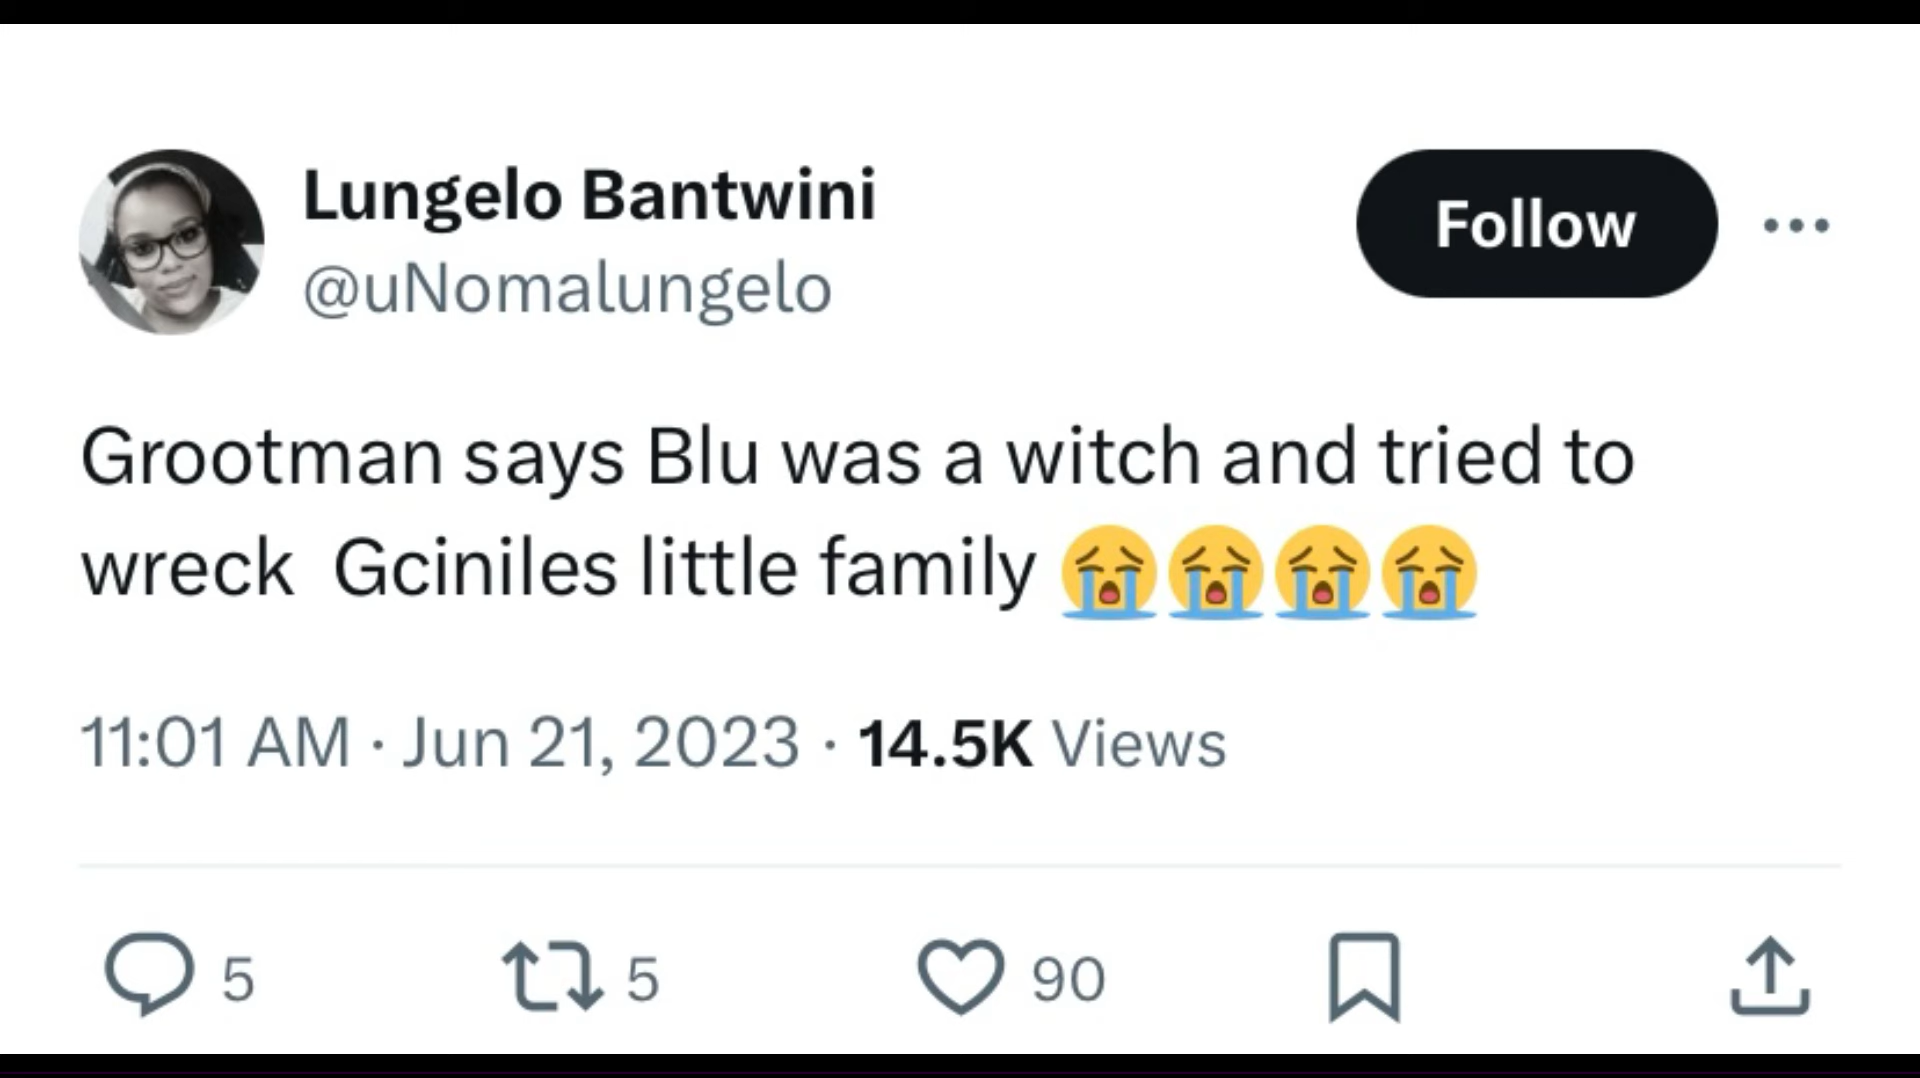 Lungelo Bantwini
Follow
@uNomalungelo
Grootman says Blu was a witch and tried to
wreck  Gciniles little family 😭😭😭😭
11:01 AM · Jun 21, 2023 · 14.5K Views
5 5 90